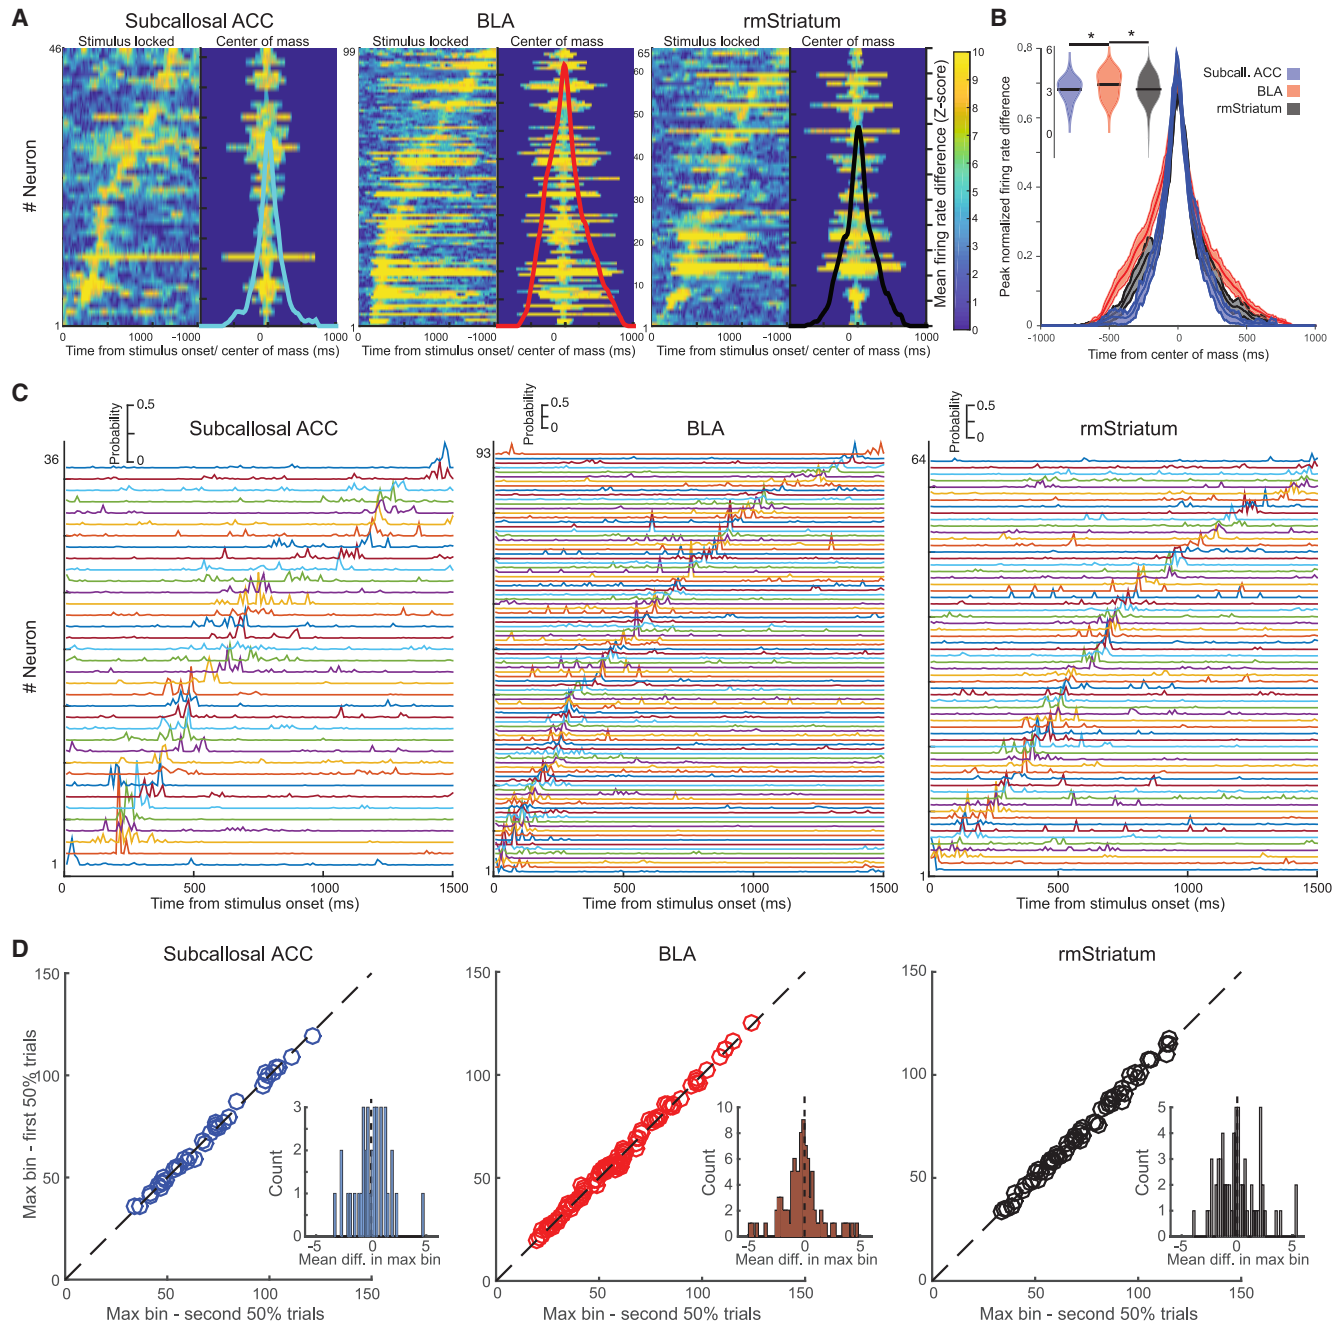 A
Subcallosal ACC
BLA
rmStriatum
Stimulus locked
Center of mass
Stimulus locked
Center of mass
Stimulus locked
Center of mass
# Neuron
46
1
99
1
65
60
50
40
30
20
10
1
0
1000
-1000
0
1000
0
1000
-1000
0
1000
0
1000
-1000
0
1000
Time from stimulus onset/ center of mass (ms)
Time from stimulus onset/ center of mass (ms)
Time from stimulus onset/ center of mass (ms)
Mean firing rate difference (Z-score)
10
9
8
7
6
5
4
3
2
1
0
B
Peak normalized firing rate difference
0,8
0.6
0.4
0.2
0
6
3
0
*
*
Subcall. ACC
BLA
rmStriatum
-1000
-500
0
500
1000
Time from center of mass (ms)
C
Probability
0.5
0
Subcallosal ACC
36
# Neuron
1
0
500
1000
1500
Time from stimulus onset (ms)
Probability
0.5
0
BLA
93
1
0
500
1000
1500
Time from stimulus onset (ms)
Probability
0.5
0
rmStriatum
64
1
0
500
1000
1500
Time from stimulus onset (ms)
D
Subcallosal ACC
Max bin - first 50% trials
150
100
50
0
0
50
100
150
Max bin - second 50% trials
Count
3
2
1
0
-5
0
5
Mean diff. in max bin
BLA
150
100
50
0
0
50
100
150
Max bin - second 50% trials
Count
10
8
6
4
2
0
-5
0
5
Mean diff. in max bin
rmStriatum
150
100
50
0
0
50
100
150
Max bin - second 50% trials
Count
5
4
3
2
1
0
-5
0
5
Mean diff. in max bin